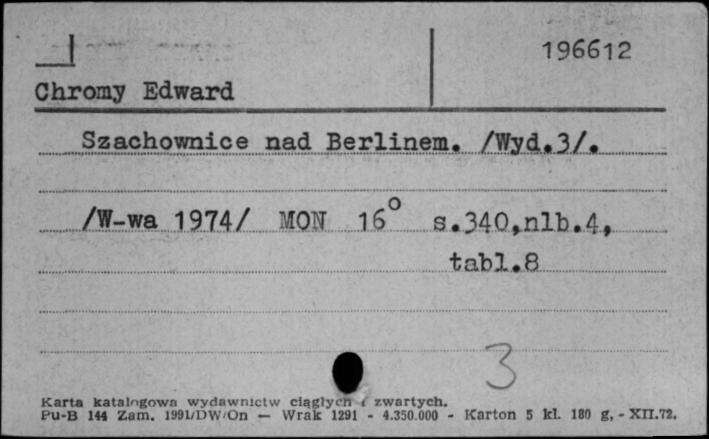 196612
Chromy Edward
Szachownice nad Berlinem. /Wyd.3/.
/W-wa 1974/ MON 16° s.340,nlb.4,
tabl.8
3
Karta katalogowa wydawnictw ciągłych i zwartych.
Pu-B 144 Zam. 1991/DW/On — Wrak 1291 - 4.350.000 - Karton 5 kl. 180 g, - XII.72.